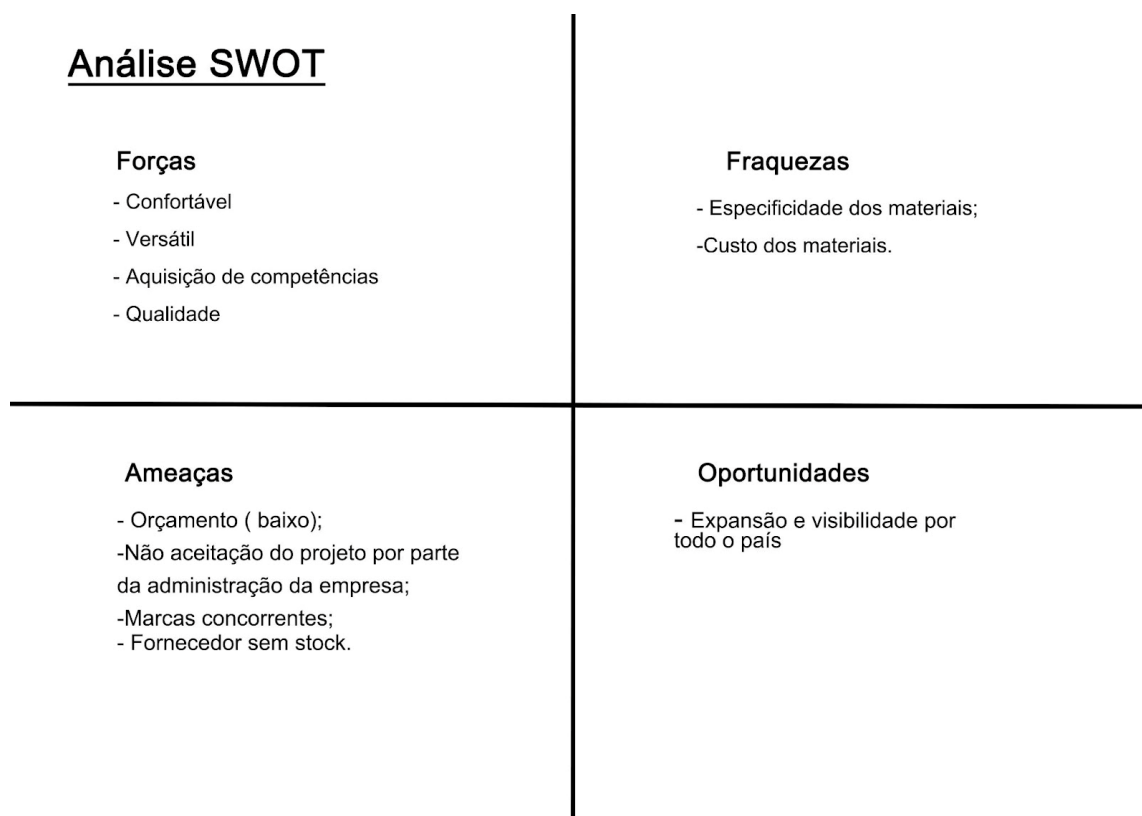 Análise SWOT
Forças
- Confortável
- Versátil
- Aquisição de competências
- Qualidade
Fraquezas
- Especificidade dos materiais;
-Custo dos materiais.
Ameaças
- Orçamento ( baixo);
-Não aceitação do projeto por parte
da administração da empresa;
-Marcas concorrentes;
- Fornecedor sem stock.
Oportunidades
- Expansão e visibilidade por
todo o país